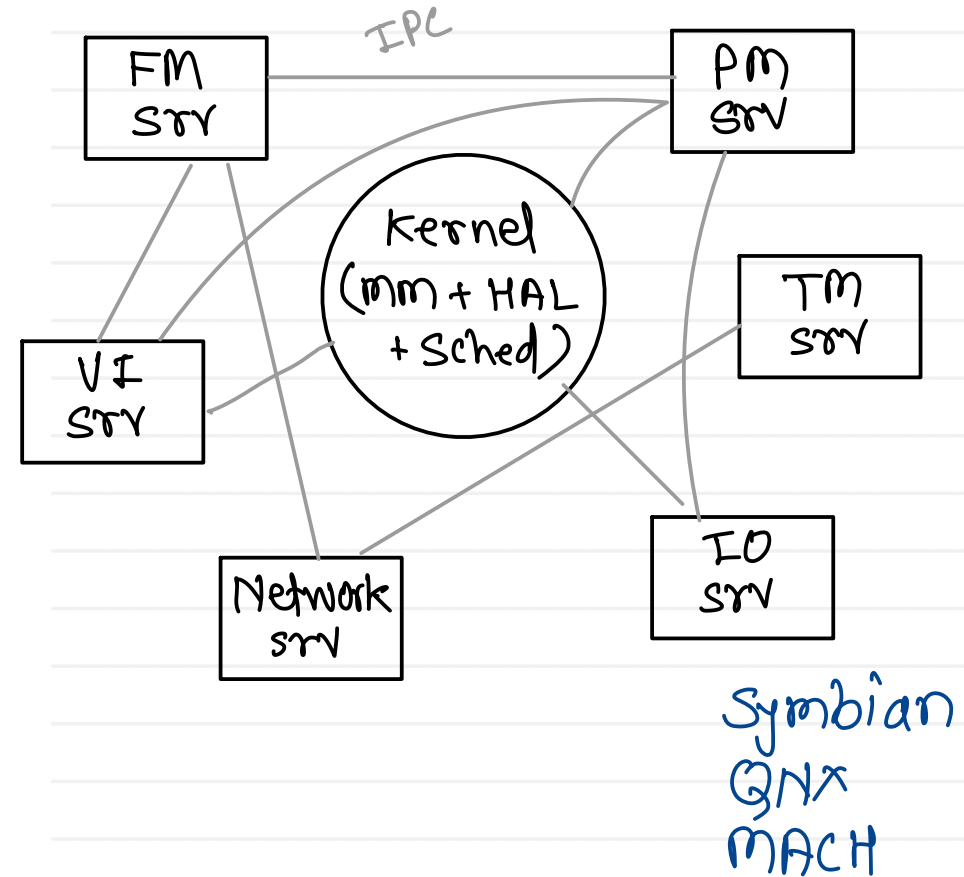 IPC
FM
srv
PM
srv
Kernel
(mm + HAL
+ Sched)
TM
srv
VI
srv
IO
srv
Network
srv
Symbian
QNX
MACH